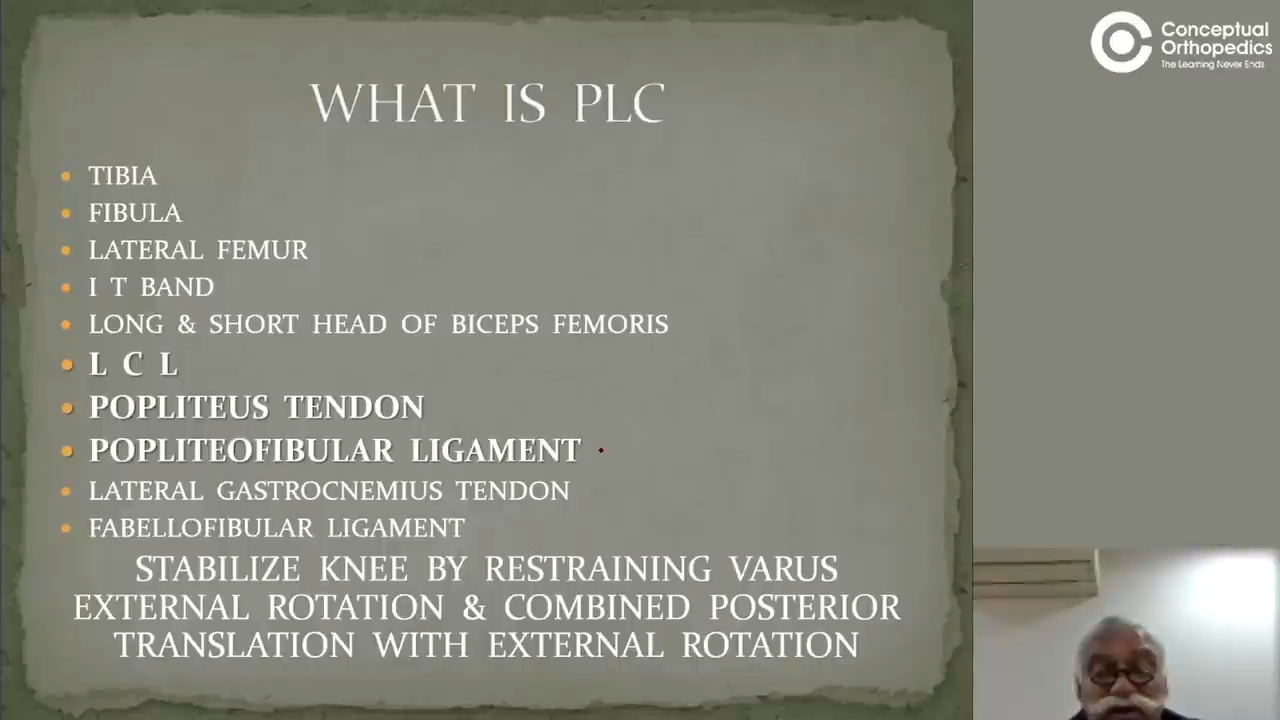 WHAT IS PLC
TIBIA
FIBULA
LATERAL FEMUR
I T BAND
LONG & SHORT HEAD OF BICEPS FEMORIS
L C L
POPLITEUS TENDON
POPLITEOFIBULAR LIGAMENT
LATERAL GASTROCNEMIUS TENDON
FABELLOFIBULAR LIGAMENT
STABILIZE KNEE BY RESTRAINING VARUS
EXTERNAL ROTATION & COMBINED POSTERIOR
TRANSLATION WITH EXTERNAL ROTATION
Conceptual
Orthopedics
The Learning Never Ends